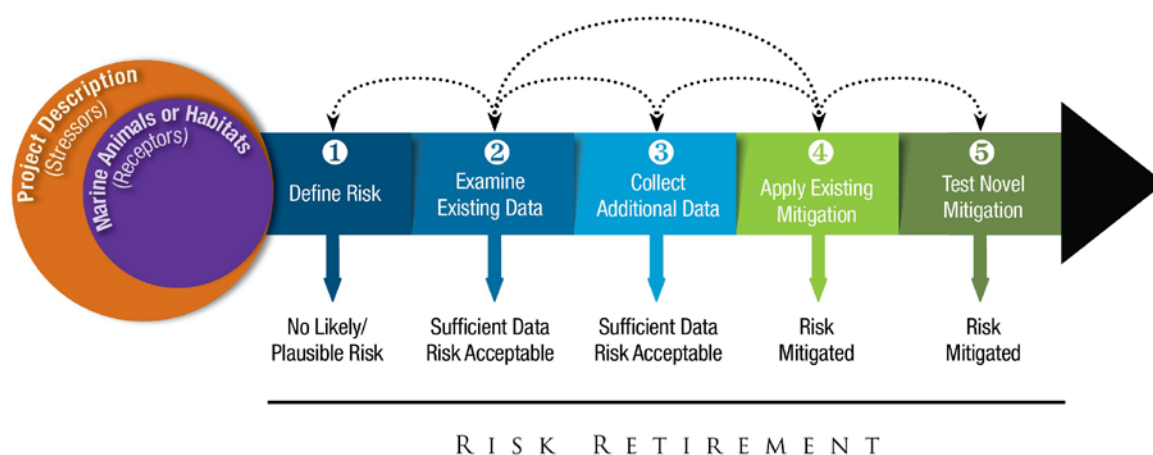 Project Description
(Stressors)
Marine Animals or Habitats
(Receptors)
1
Define Risk
2
Examine
Existing Data
3
Collect
Additional Data
4
Apply Existing
Mitigation
5
Test Novel
Mitigation
No Likely/
Plausible Risk
Sufficient Data
Risk Acceptable
Sufficient Data
Risk Acceptable
Risk
Mitigated
Risk
Mitigated
RISK RETIREMENT